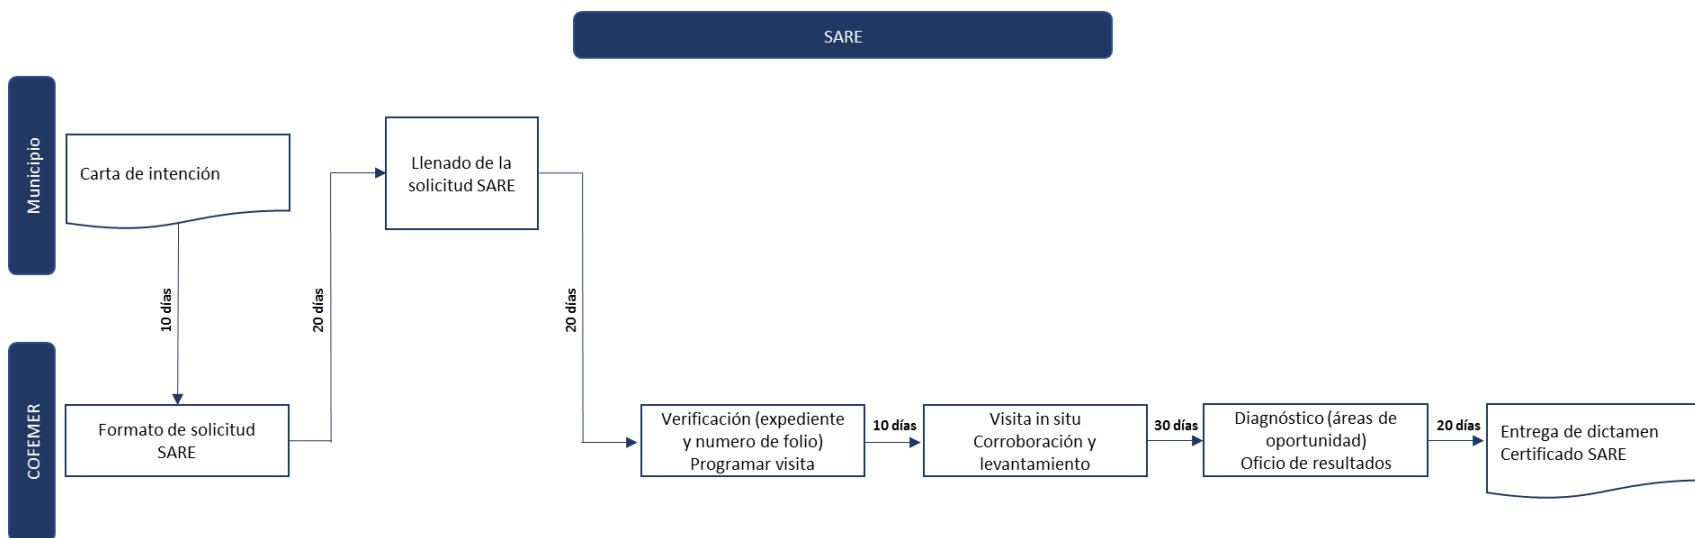 SARE
Municipio
Carta de intención
Llenado de la
solicitud SARE
10 días
20 días
20 días
COFEMER
Formato de solicitud
SARE
Verificación (expediente
y numero de folio)
Programar visita
10 días
Visita in situ
Corroboración y
levantamiento
30 días
Diagnóstico (áreas de
oportunidad)
Oficio de resultados
20 días
Entrega de dictamen
Certificado SARE